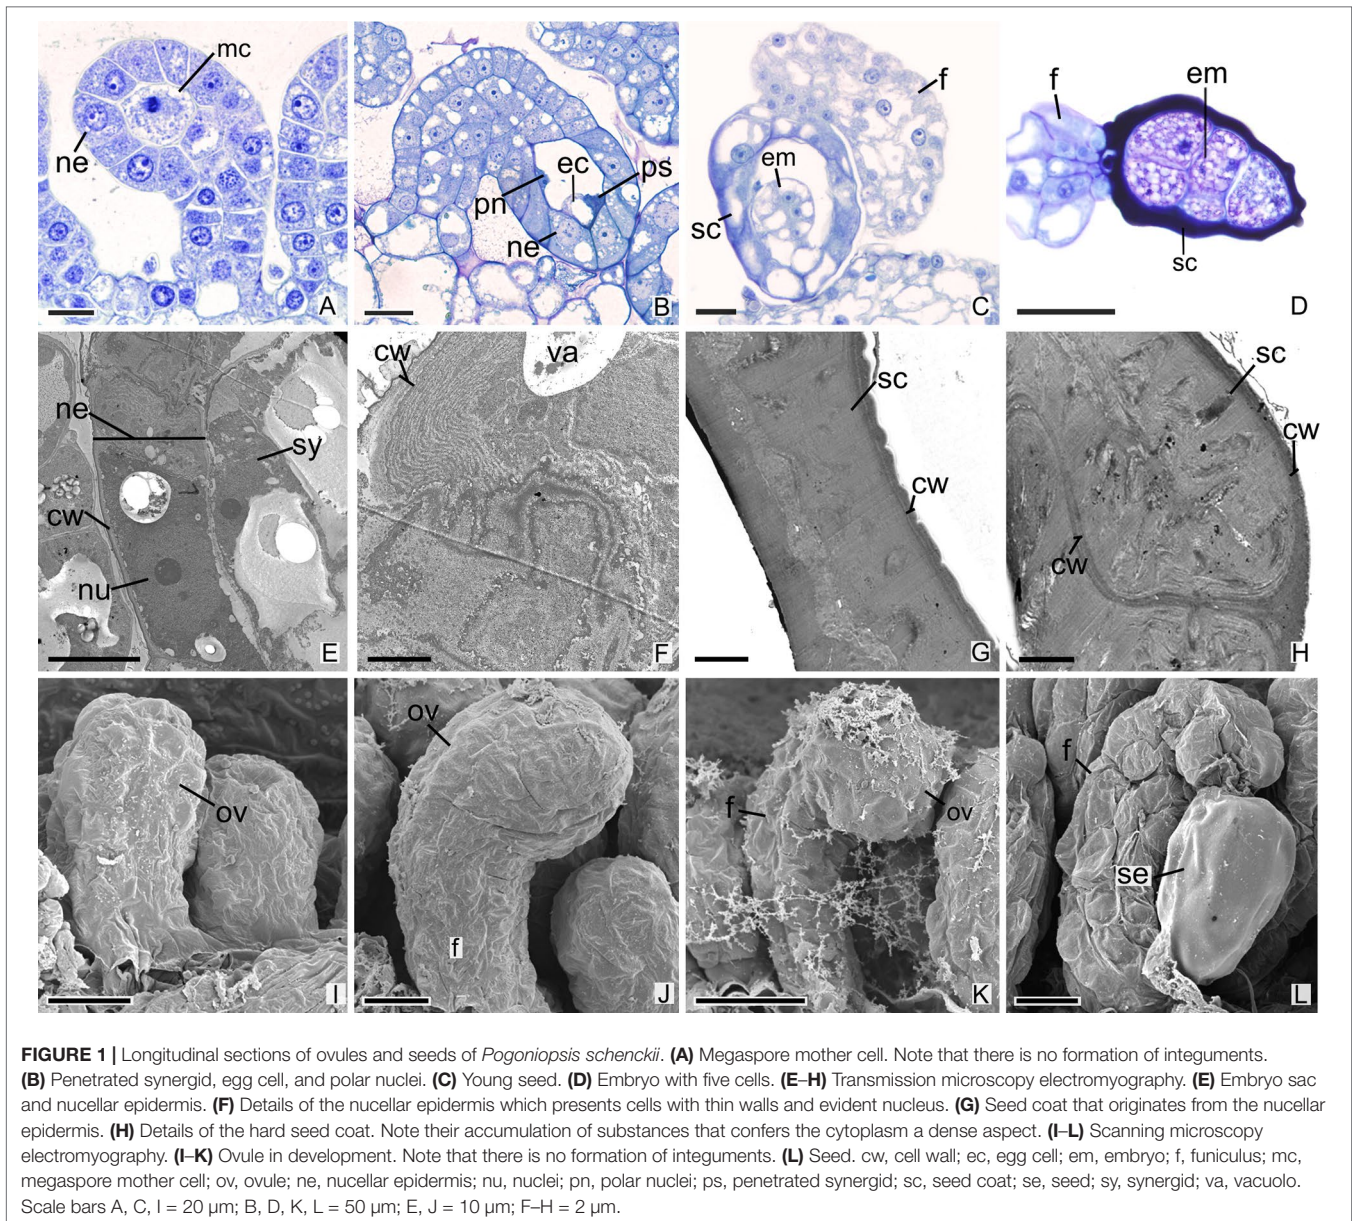 mc
ne
A
ec
ps
pn
ne
B
f
em
sc
C
f
em
sc
D
ne
sy
cw
nu
E
cw
va
F
sc
cw
G
sc
cw
cw
H
ov
I
ov
f
J
f
ov
K
f
se
L
FIGURE 1 | Longitudinal sections of ovules and seeds of Pogoniopsis schenckii. (A) Megaspore mother cell. Note that there is no formation of integuments.
(B) Penetrated synergid, egg cell, and polar nuclei. (C) Young seed. (D) Embryo with five cells. (E–H) Transmission microscopy electromyography. (E) Embryo sac
and nucellar epidermis. (F) Details of the nucellar epidermis which presents cells with thin walls and evident nucleus. (G) Seed coat that originates from the nucellar
epidermis. (H) Details of the hard seed coat. Note their accumulation of substances that confers the cytoplasm a dense aspect. (I–L) Scanning microscopy
electromyography. (I–K) Ovule in development. Note that there is no formation of integuments. (L) Seed. cw, cell wall; ec, egg cell; em, embryo; f, funiculus; mc,
megaspore mother cell; ov, ovule; ne, nucellar epidermis; nu, nuclei; pn, polar nuclei; ps, penetrated synergid; sc, seed coat; se, seed; sy, synergid; va, vacuolo.
Scale bars A, C, I = 20 μm; B, D, K, L = 50 μm; E, J = 10 μm; F–H = 2 μm.